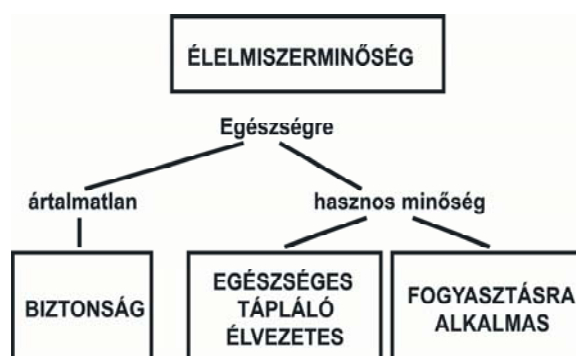 ÉLELMISZERMINŐSÉG
Egészségre
ártalmatlan
hasznos minőség
BIZTONSÁG
EGÉSZSÉGES
TÁPLÁLÓ
ÉLVEZETES
FOGYASZTÁSRA
ALKALMAS